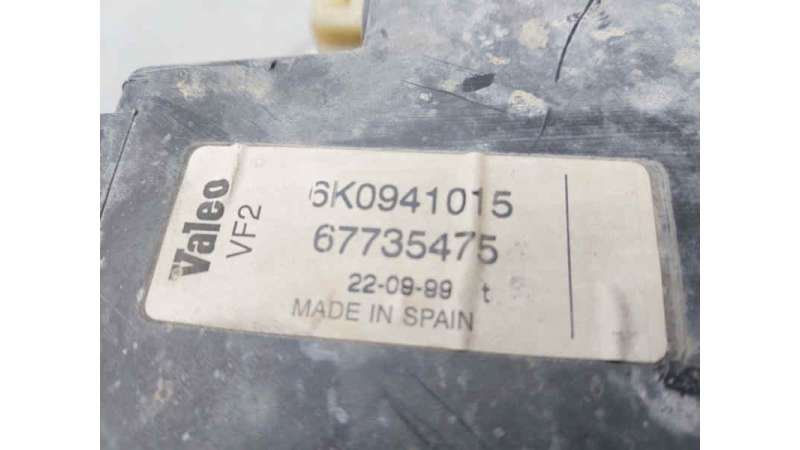 Valeo
VF2
6K0941015
67735475
22-09-99 t
MADE IN SPAIN